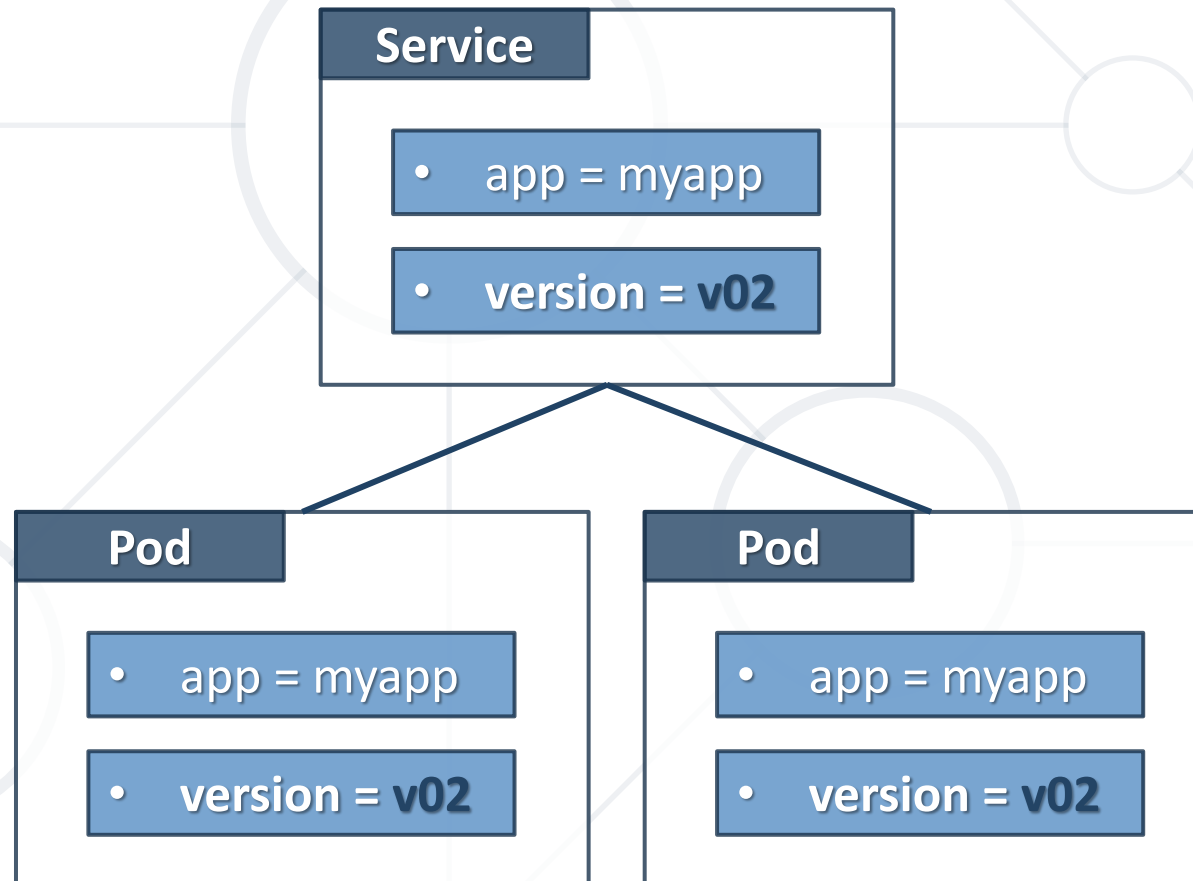 Service
• app = myapp
• version = v02
Pod
• app = myapp
• version = v02
Pod
• app = myapp
• version = v02